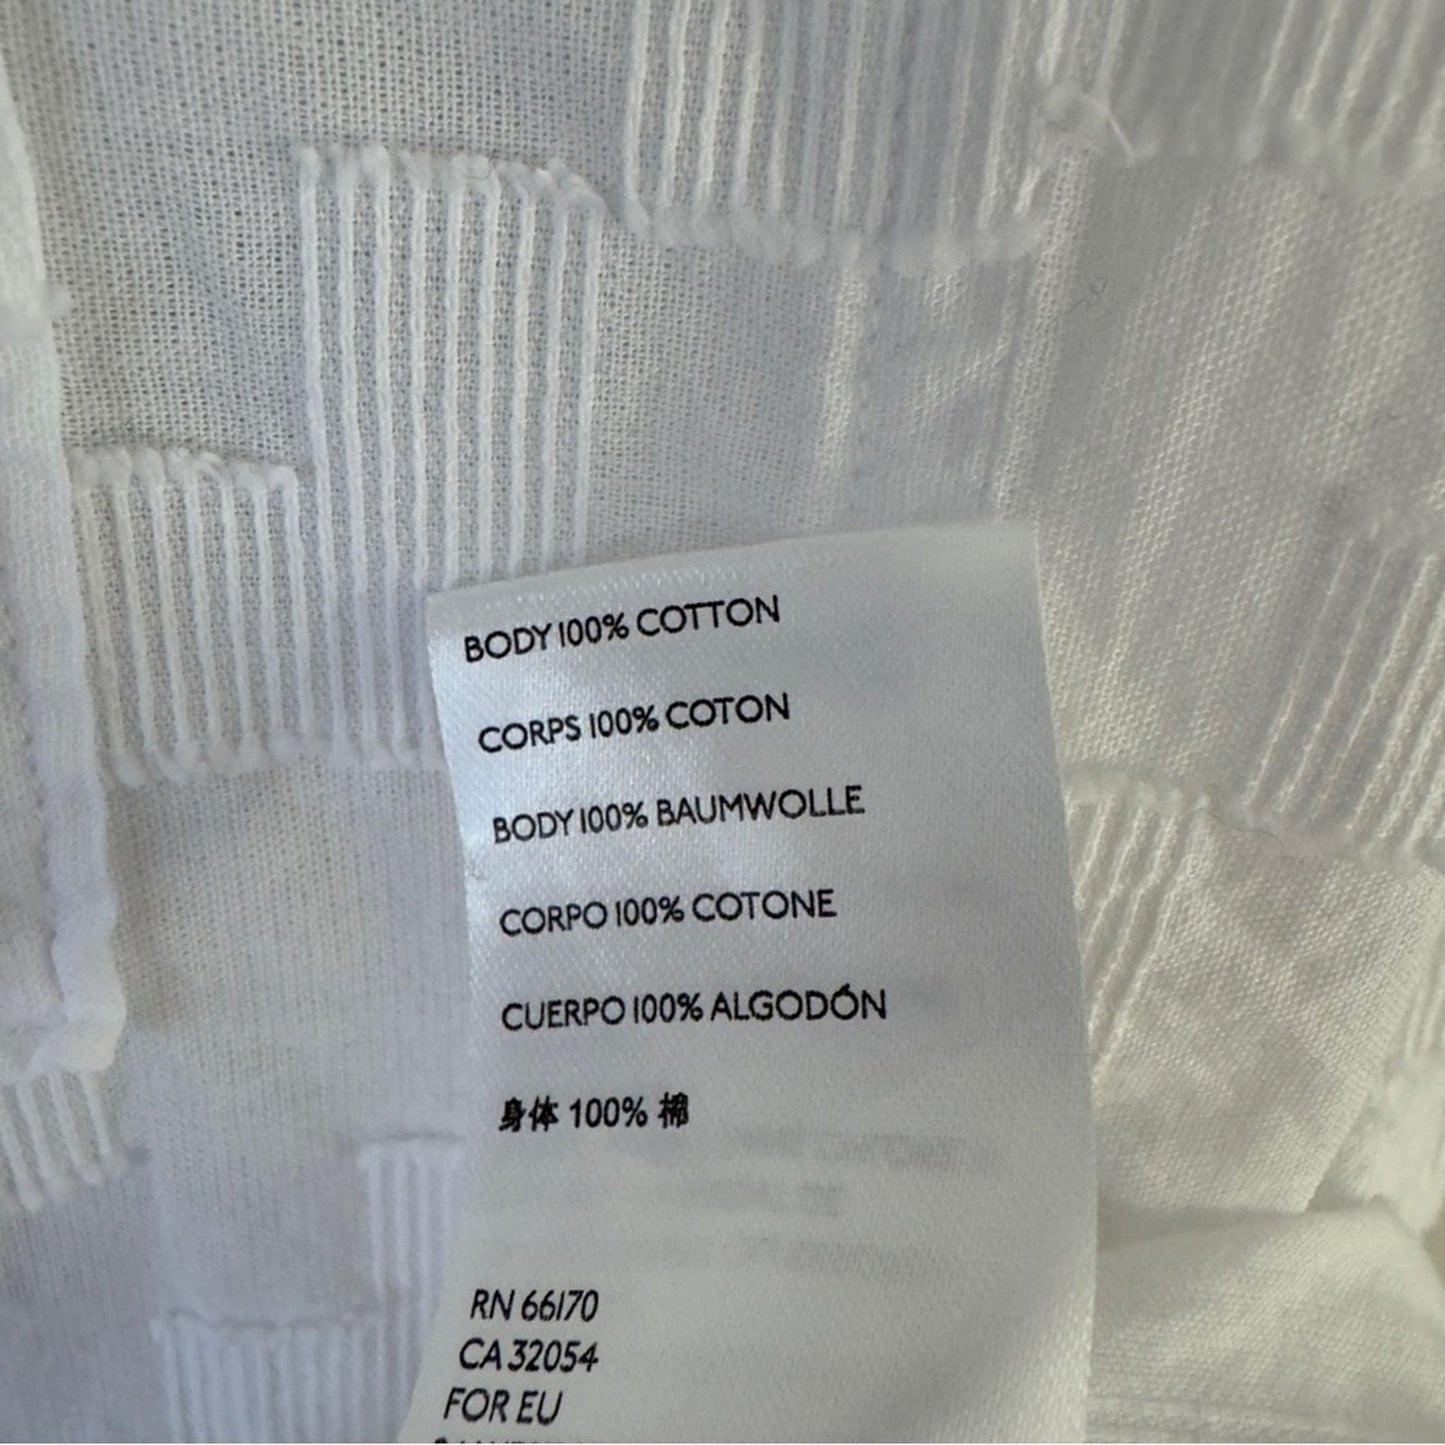 BODY 100% COTTON
CORPS 100% COTON
BODY 100% BAUMWOLLE
CORPO 100% COTONE
CUERPO 100% ALGODÓN
身体 100% 棉
RN 66170
CA 32054
FOR EU